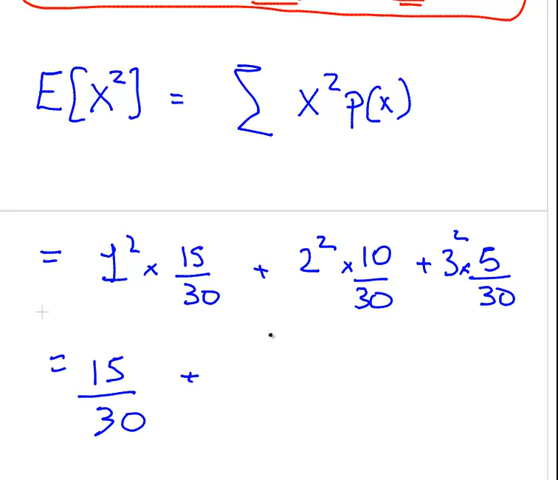 E[X²] = ∑ x²p(x)
= 1² × 15/30 + 2² × 10/30 + 3² × 5/30
= 15/30 +